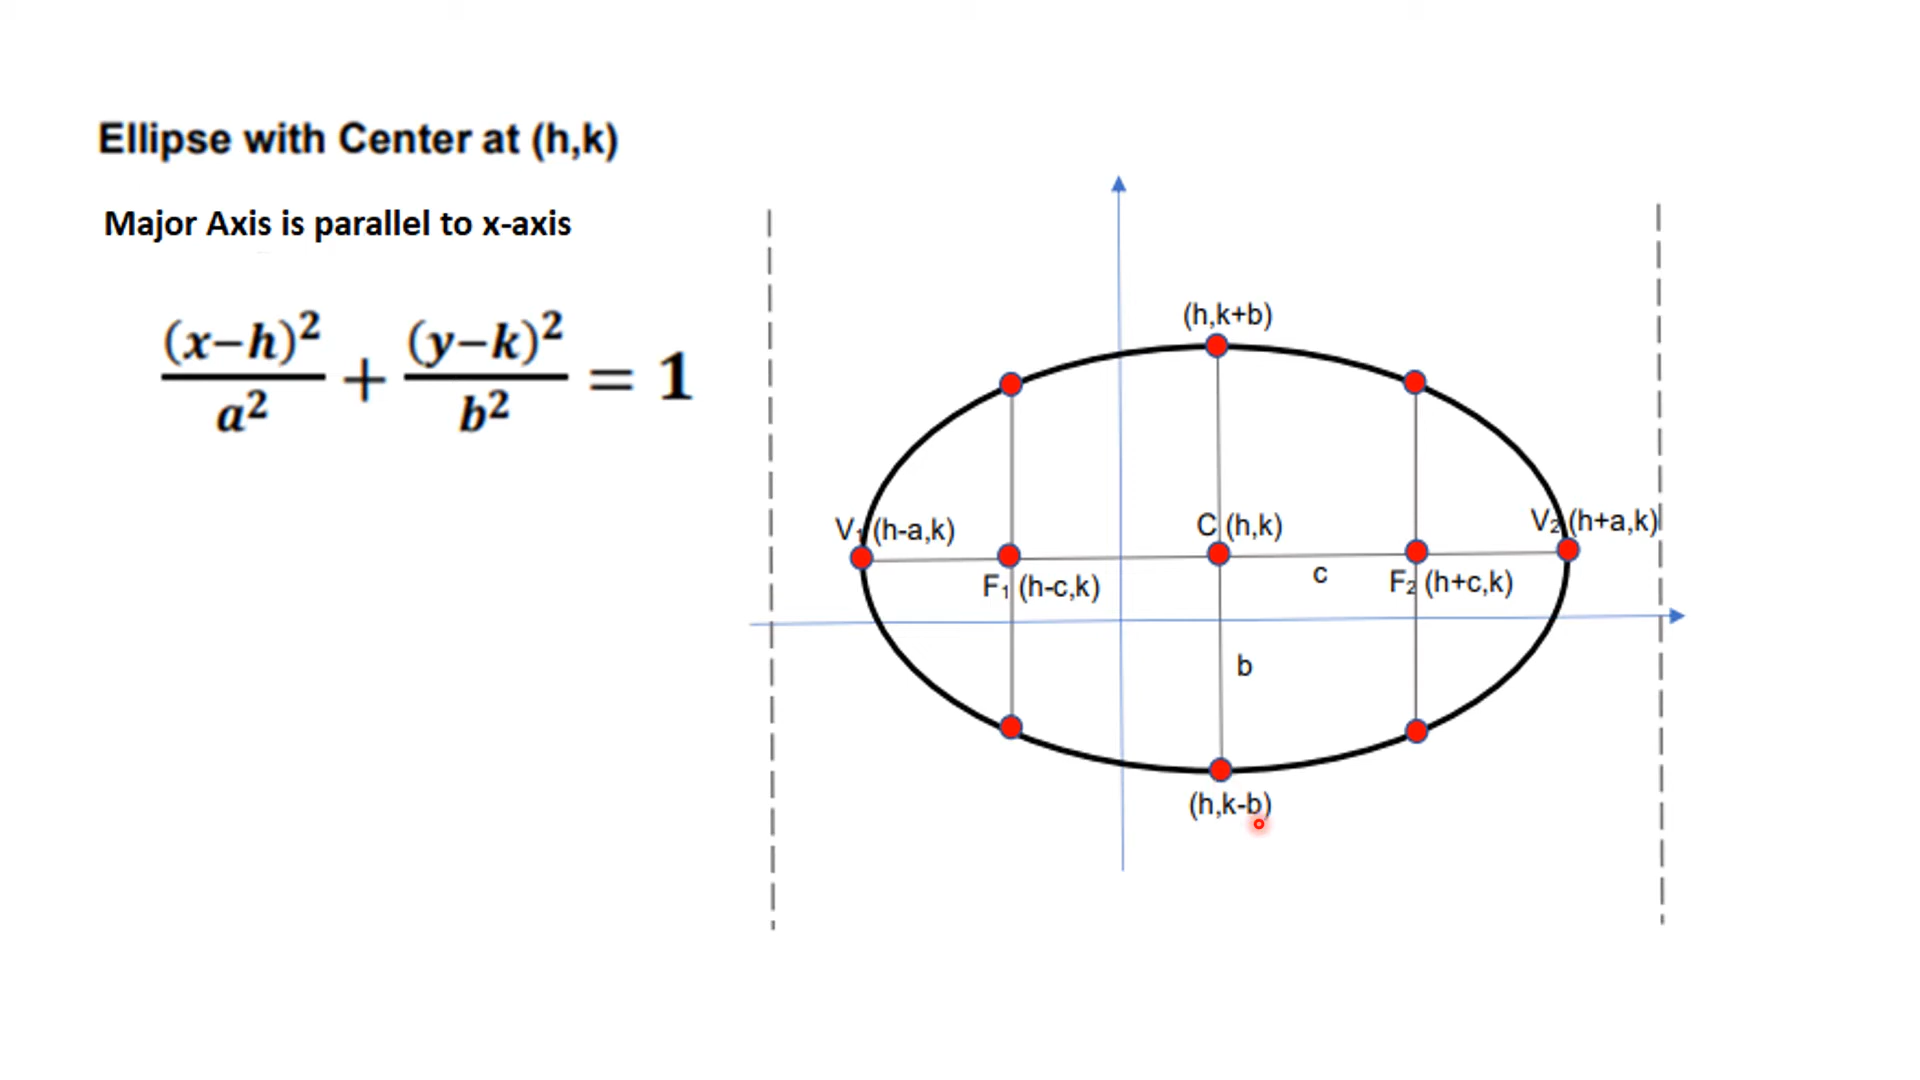 Ellipse with Center at (h,k)
Major Axis is parallel to x-axis
(x−h)²/a² + (y−k)²/b² = 1
(h,k+b)
V₁ (h-a,k)
C (h,k)
V₂ (h+a,k)
F₁ (h-c,k)
c
F₂ (h+c,k)
b
(h,k-b)